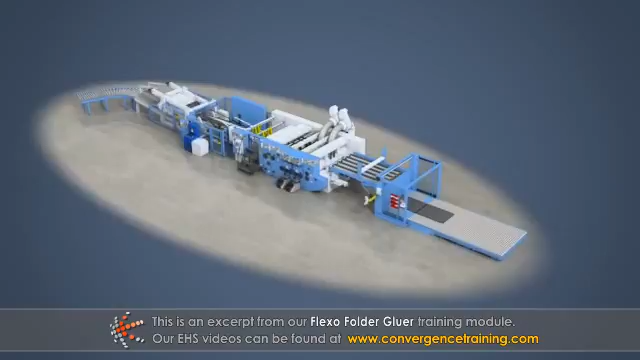 This is an excerpt from our Flexo Folder Gluer training module.
Our EHS videos can be found at www.convergencetraining.com